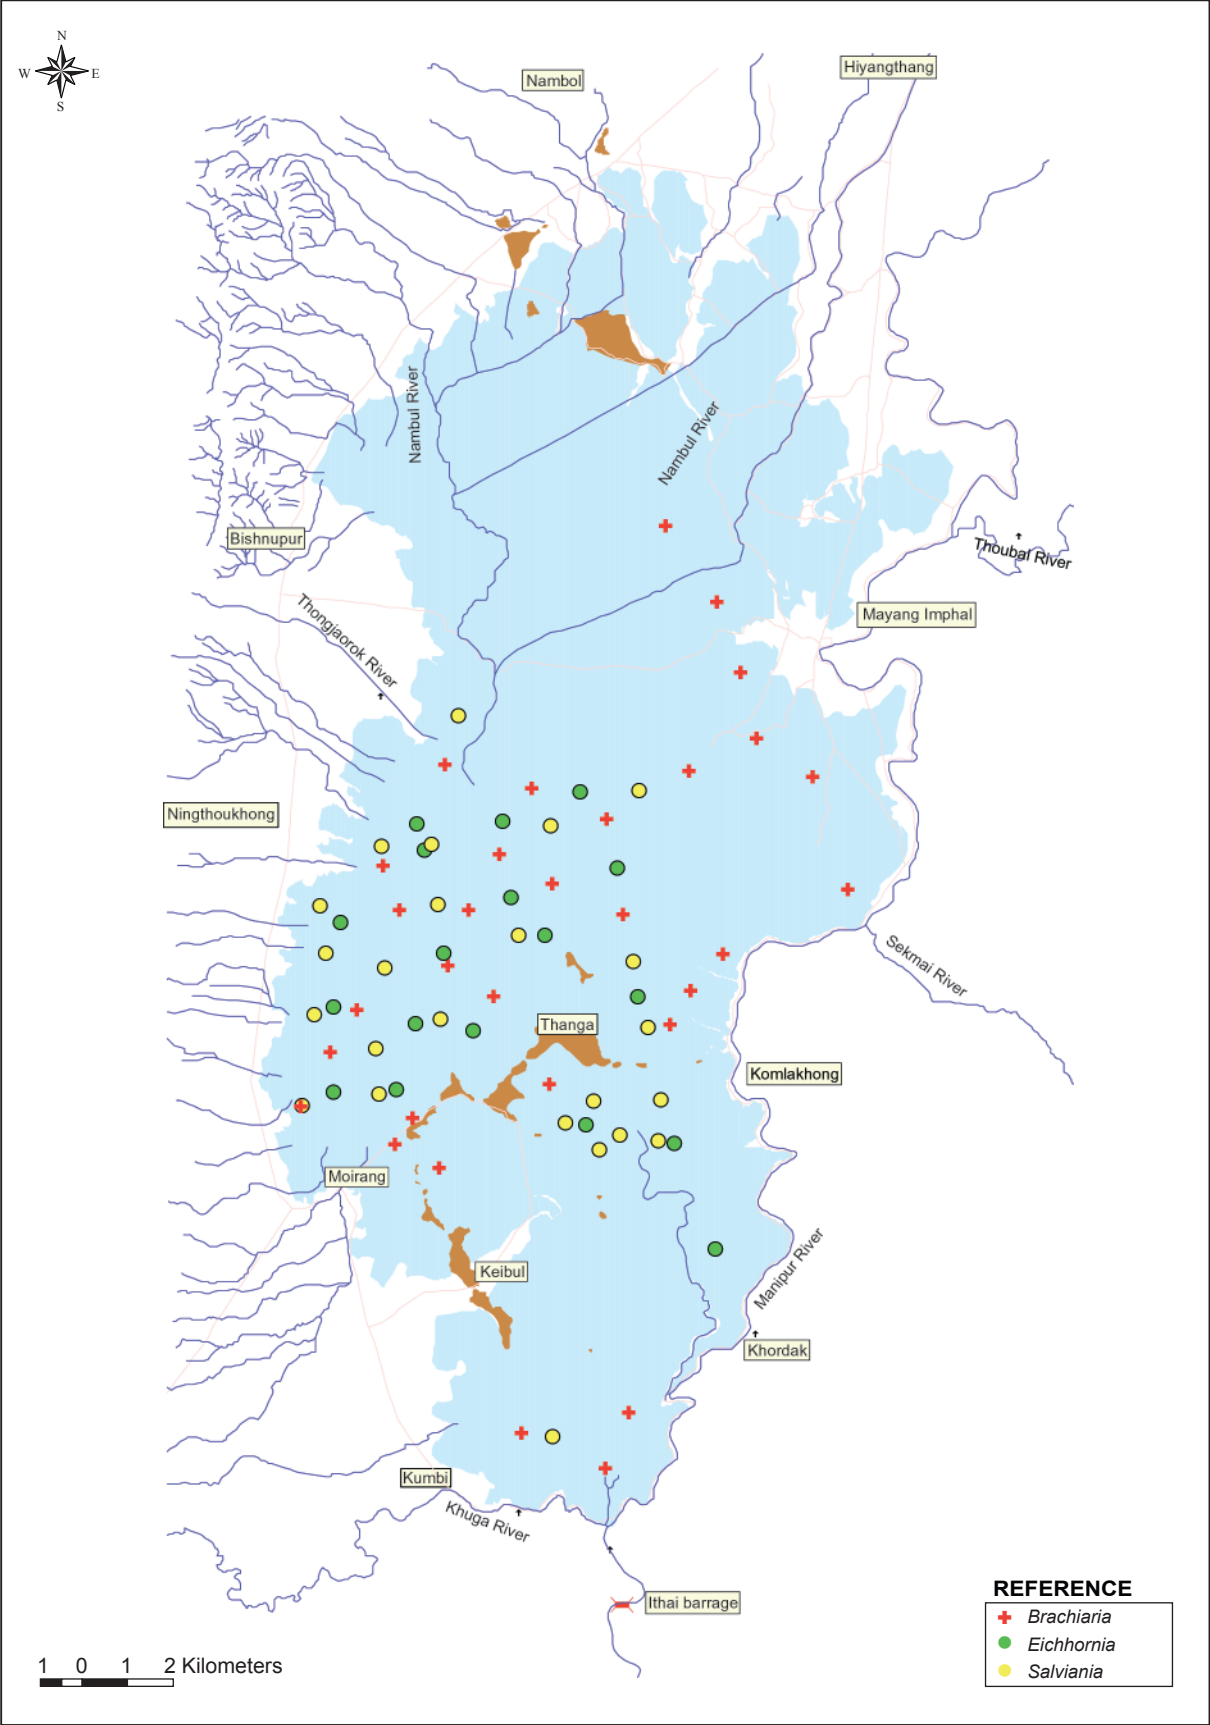 N
W E
S
Nambol
Hiyangthang
Nambul River
Nambul River
Bishnupur
Thoubal River
Thongjaorok River
Mayang Imphal
Ningthoukhong
Sekmai River
Thanga
Komlakhong
Moirang
Manipur River
Keibul
Khordak
Kumbi
Khuga River
Ithai barrage
REFERENCE
Brachiaria
Eichhornia
Salviania
1 0 1 2 Kilometers